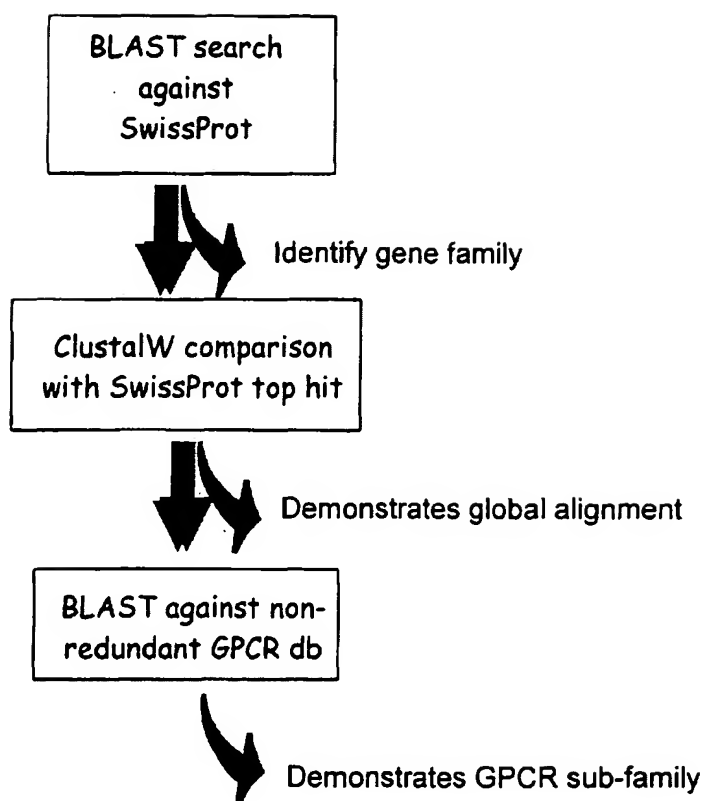 BLAST search
against
SwissProt
Identify gene family
ClustalW comparison
with SwissProt top hit
Demonstrates global alignment
BLAST against non-
redundant GPCR db
Demonstrates GPCR sub-family